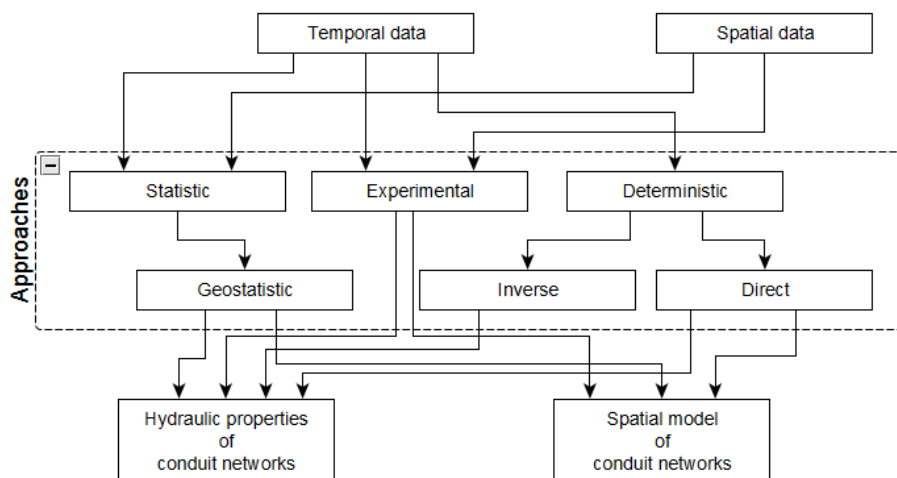 Temporal data
Spatial data
Approaches
Statistic
Experimental
Deterministic
Geostatistic
Inverse
Direct
Hydraulic properties
of
conduit networks
Spatial model
of
conduit networks